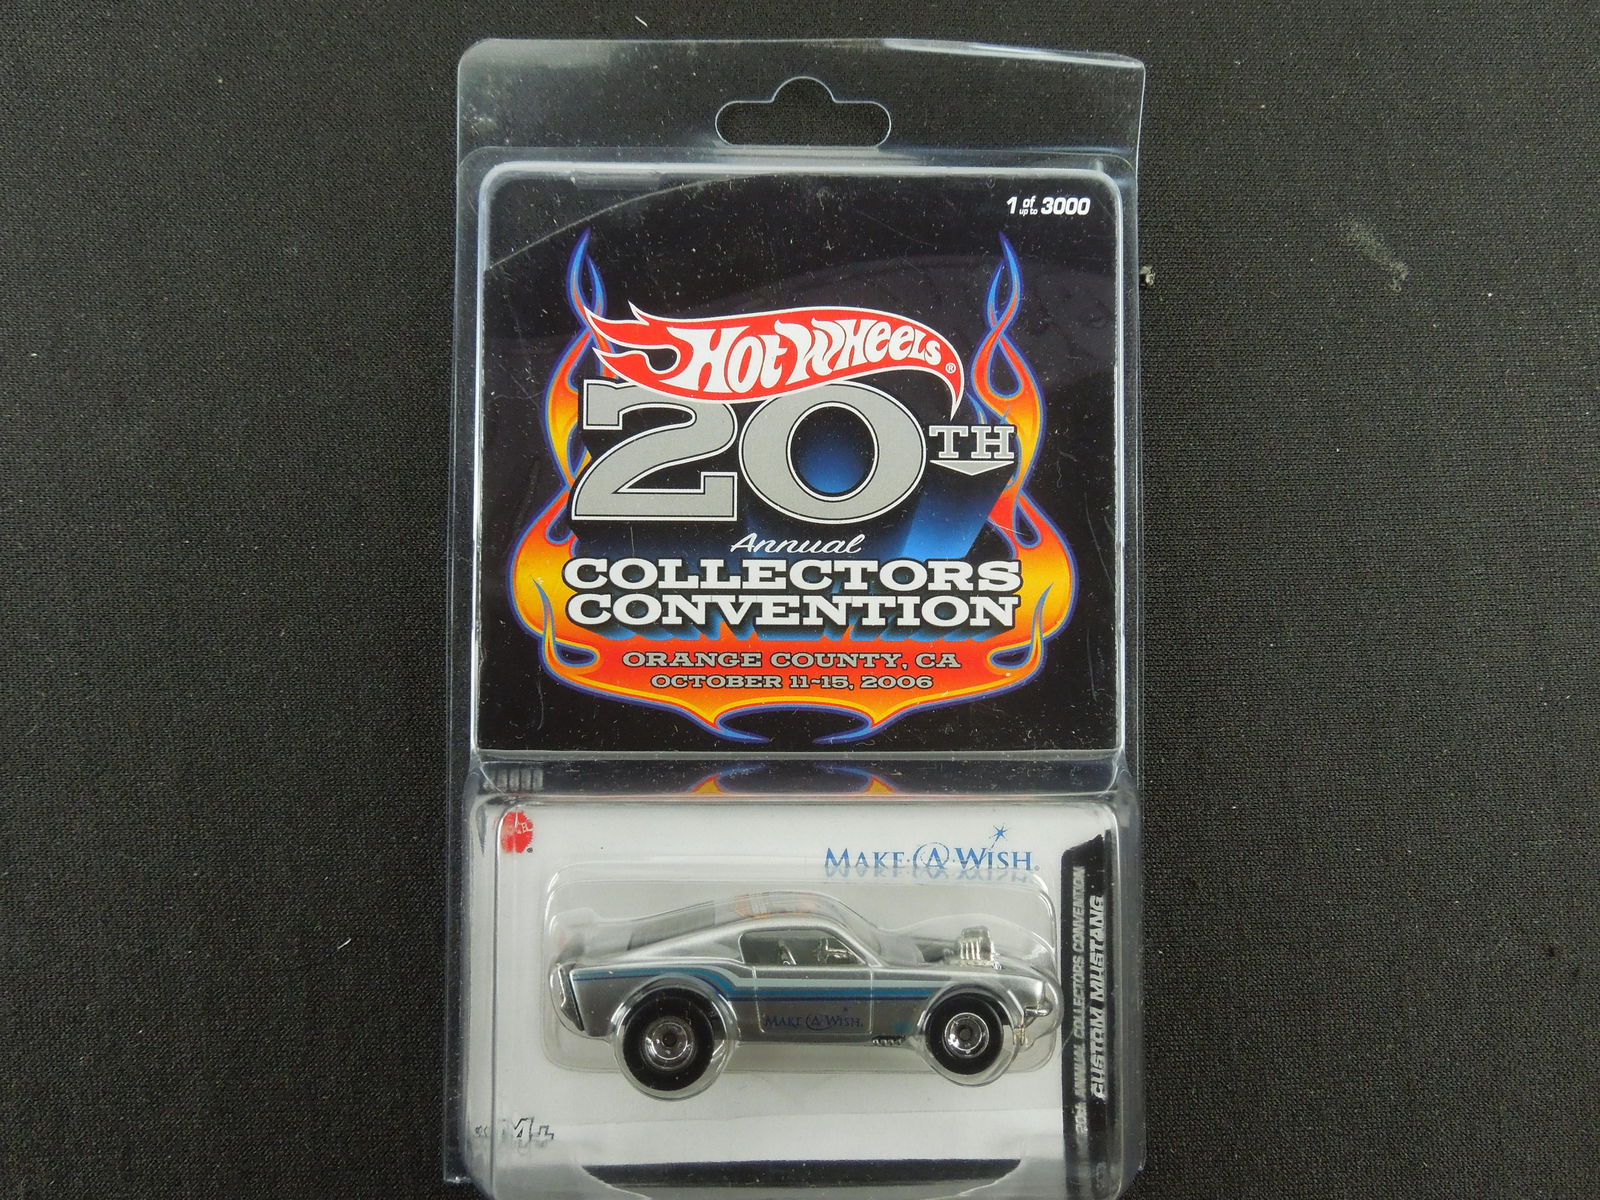 1 of up to 3000
HOT WHEELS®
20TH
Annual
COLLECTORS
CONVENTION
ORANGE COUNTY, CA
OCTOBER 11-15, 2006
MAKE·A·WISH®
MAKE·A·WISH®
20th ANNUAL COLLECTORS CONVENTION
CUSTOM MUSTANG